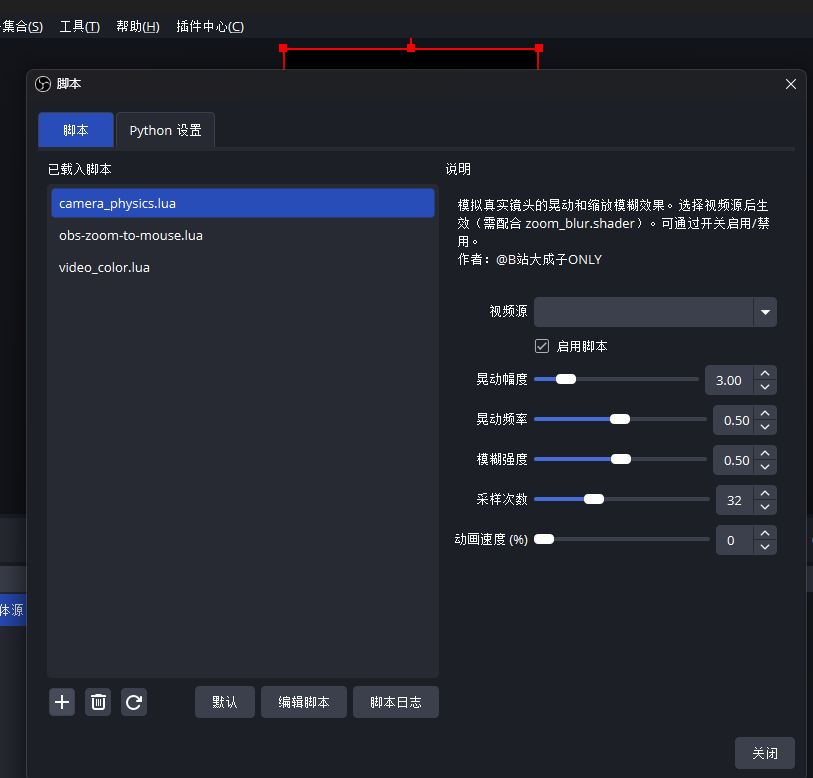 集合(S) 工具(T) 帮助(H) 插件中心(C)
脚本
脚本 Python 设置
已载入脚本
camera_physics.lua
obs-zoom-to-mouse.lua
video_color.lua
说明
模拟真实镜头的晃动和缩放模糊效果。选择视频源后生
效（需配合 zoom_blur.shader）。可通过开关启用/禁
用。
作者：@B站大成子ONLY
视频源
启用脚本
晃动幅度 3.00
晃动频率 0.50
模糊强度 0.50
采样次数 32
动画速度 (%) 0
体源
默认 编辑脚本 脚本日志
关闭